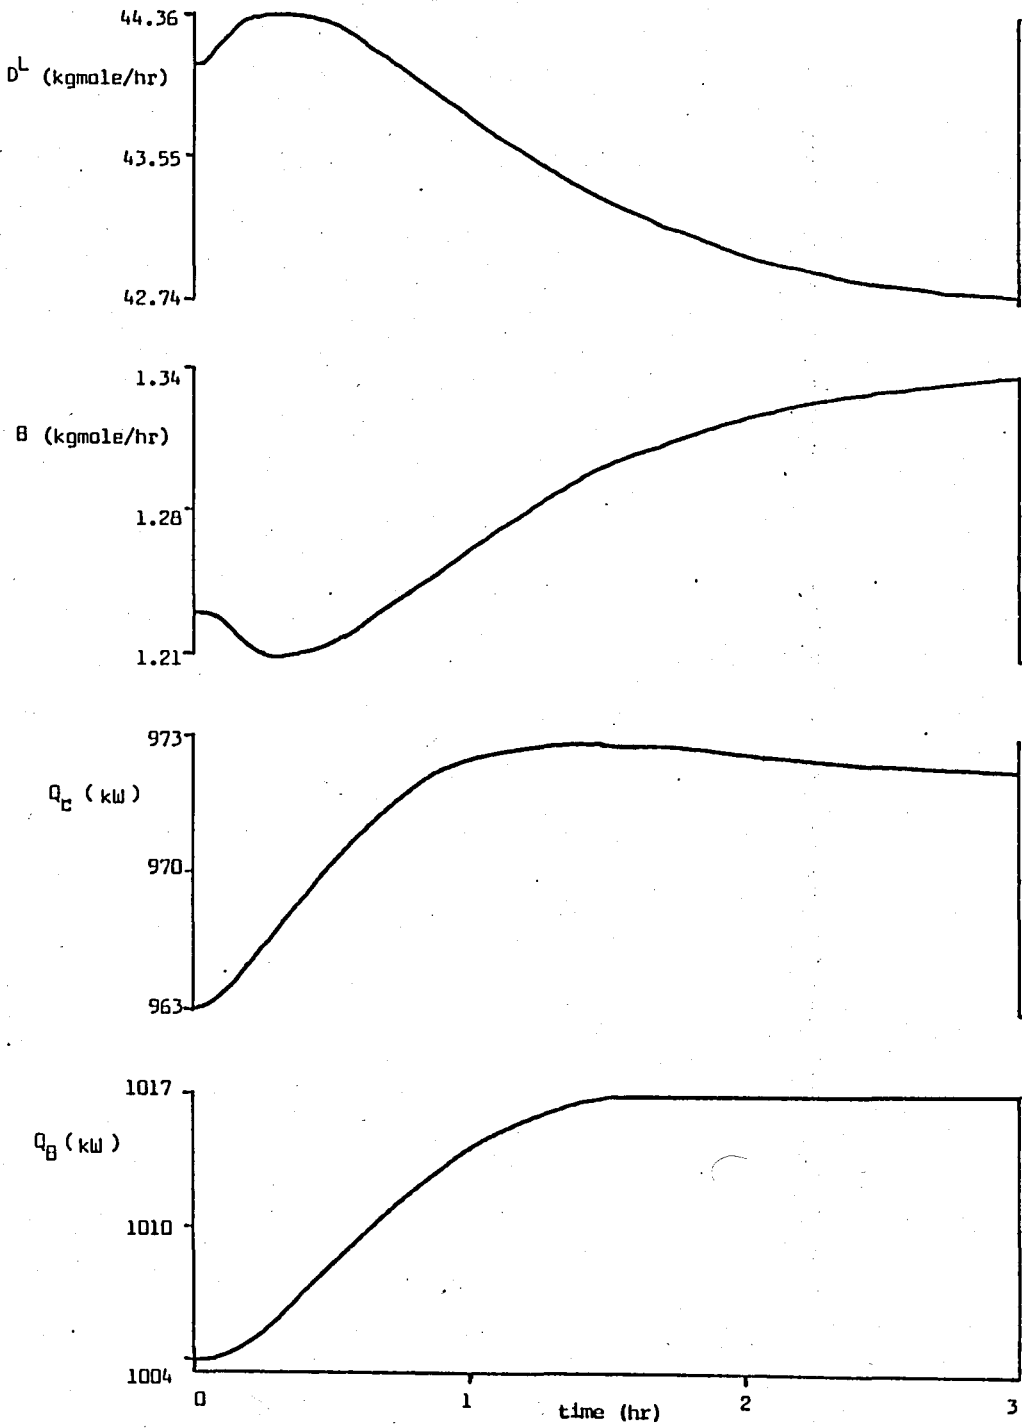 44.36
Dᴸ (kgmole/hr)
43.55
42.74
1.34
B (kgmole/hr)
1.28
1.21
973
Q_C (kW)
970
963
1017
Q_B (kW)
1010
1004
0 1 2 3
time (hr)